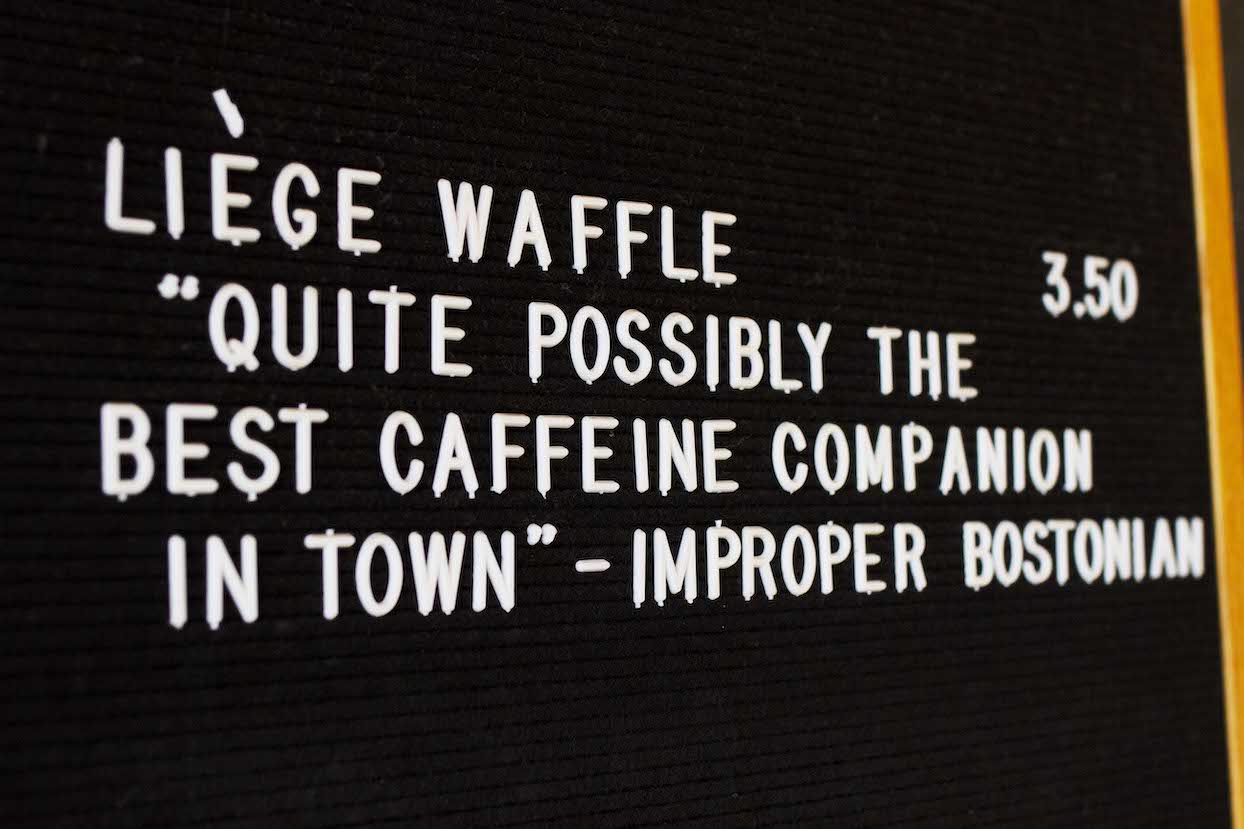 LIÈGE WAFFLE 3.50
“QUITE POSSIBLY THE
BEST CAFFEINE COMPANION
IN TOWN” – IMPROPER BOSTONIAN